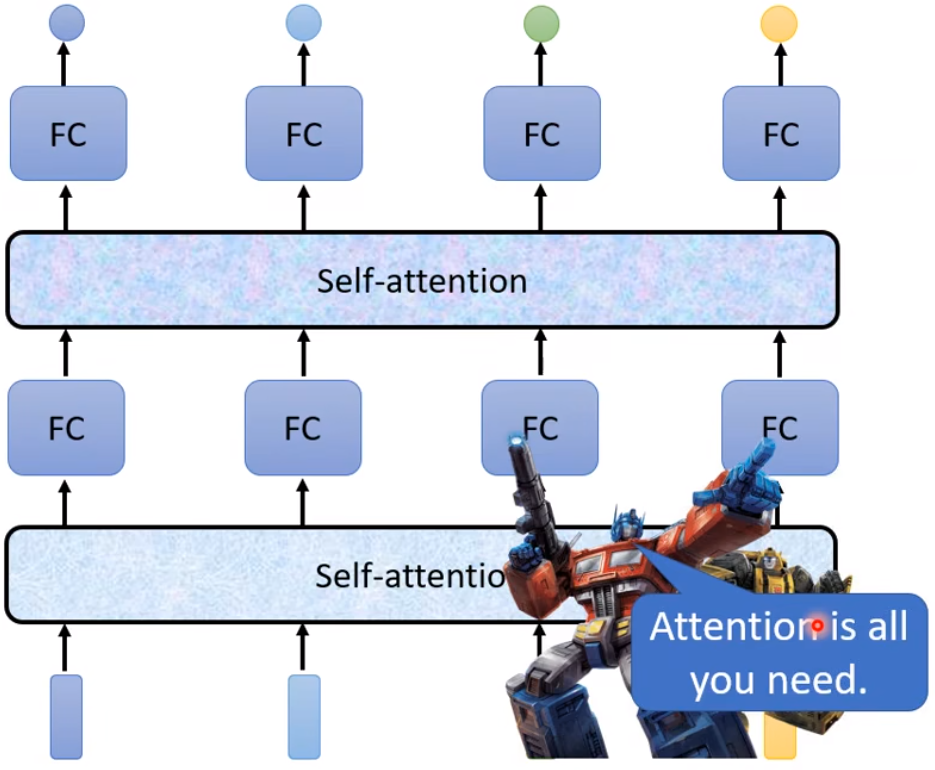 FC FC FC FC
Self-attention
FC FC FC FC
Self-attentio
Attention is all
you need.